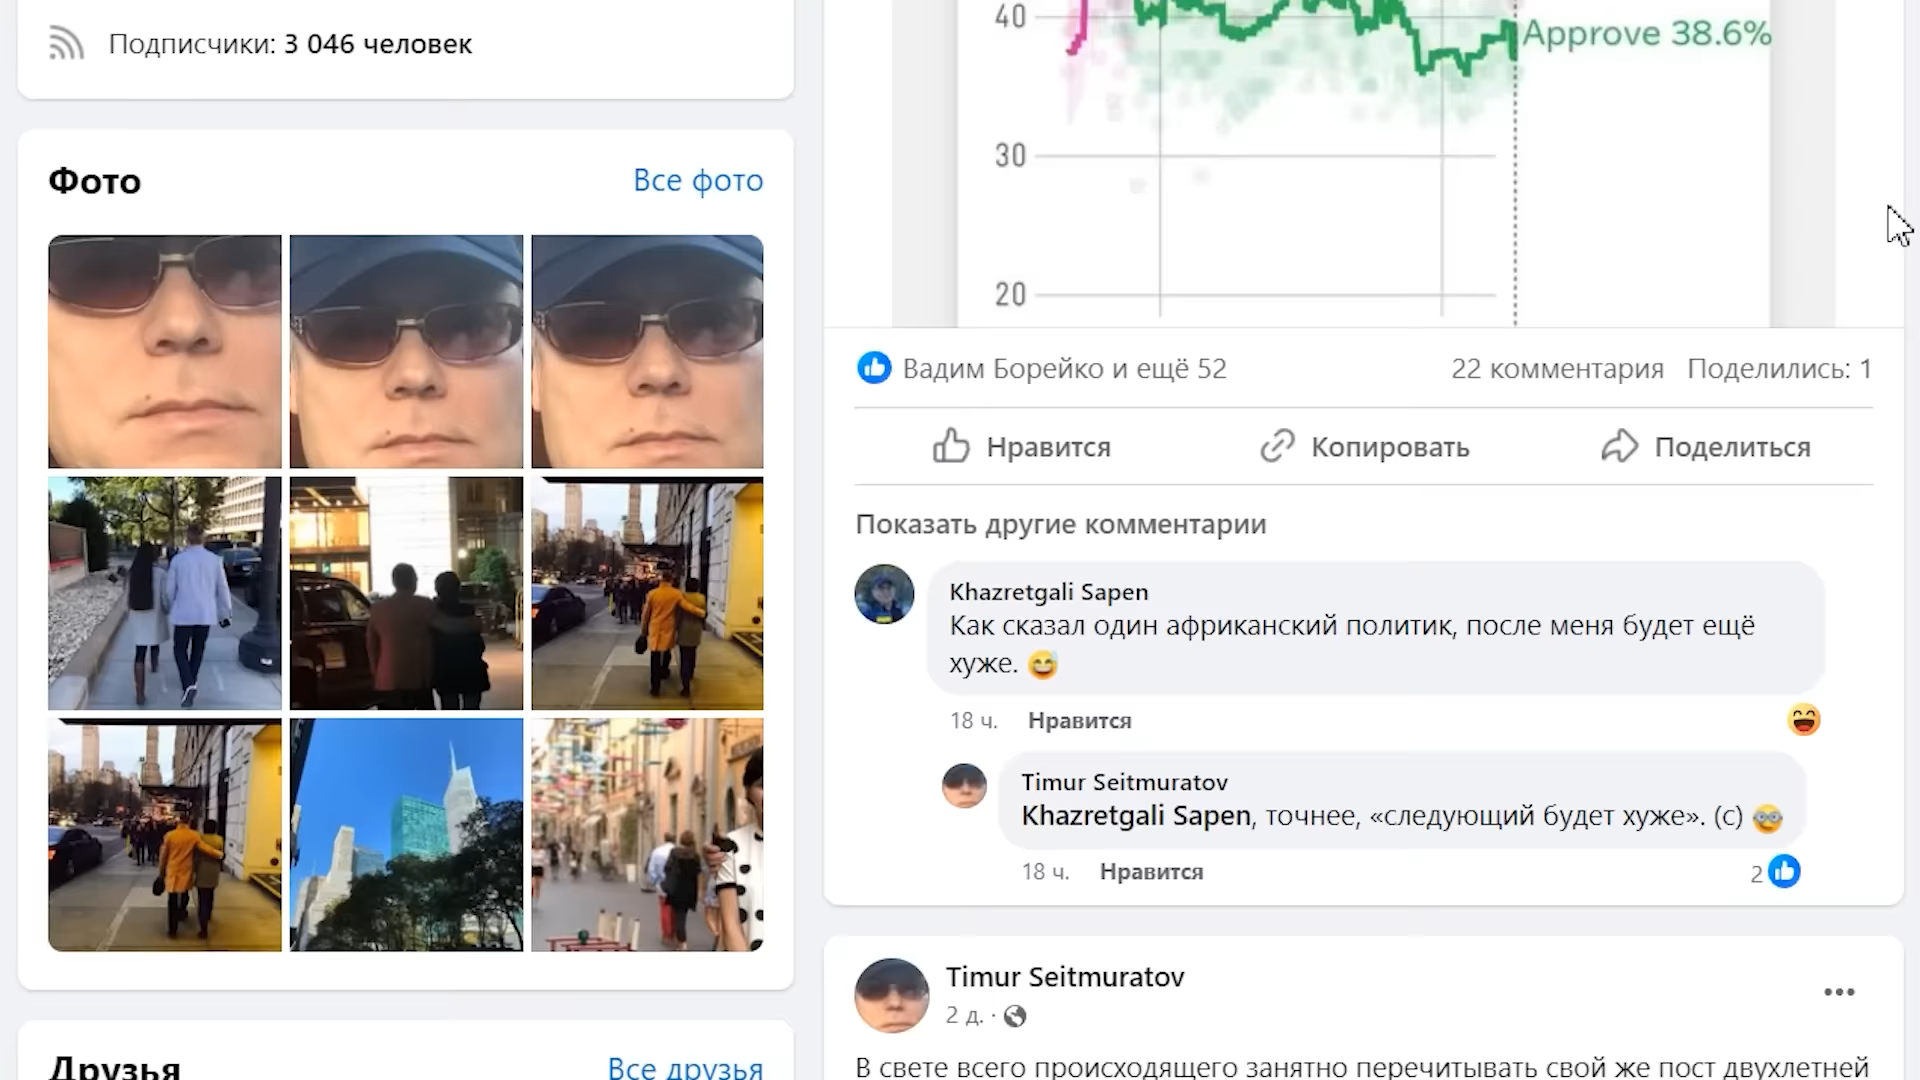 Подписчики: 3 046 человек
Фото
Все фото
40
Approve 38.6%
30
20
Вадим Борейко и ещё 52
22 комментария
Поделились: 1
Нравится
Копировать
Поделиться
Показать другие комментарии
Khazretgali Sapen
Как сказал один африканский политик, после меня будет ещё
хуже. 😅
18 ч.
Нравится
Timur Seitmuratov
Khazretgali Sapen, точнее, «следующий будет хуже». (с)
18 ч.
Нравится
2
Timur Seitmuratov
2 д. ·
В свете всего происходящего занятно перечитывать свой же пост двухлетней
Друзья
Все друзья